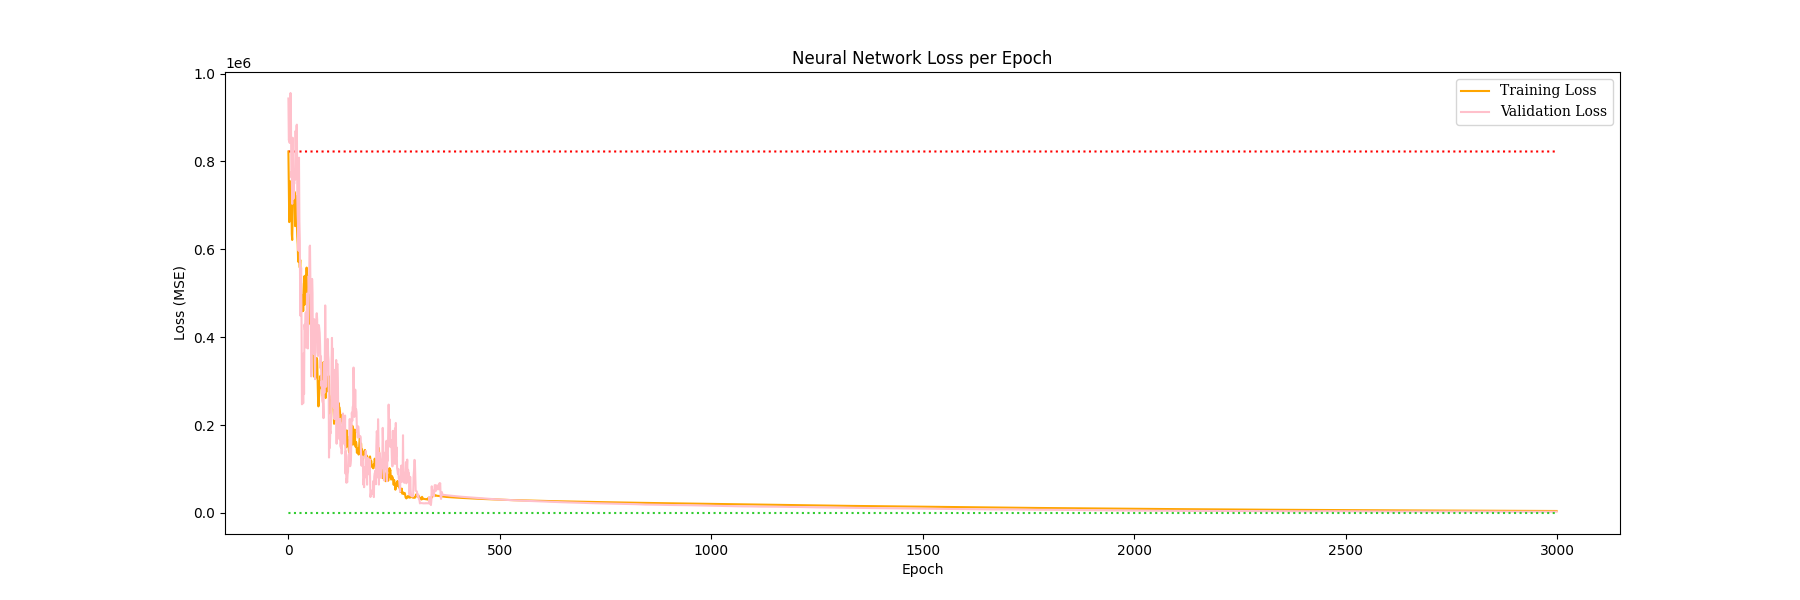 Neural Network Loss per Epoch
1e6
Training Loss
Validation Loss
1.0
0.8
0.6
0.4
0.2
0.0
Loss (MSE)
0 500 1000 1500 2000 2500 3000
Epoch